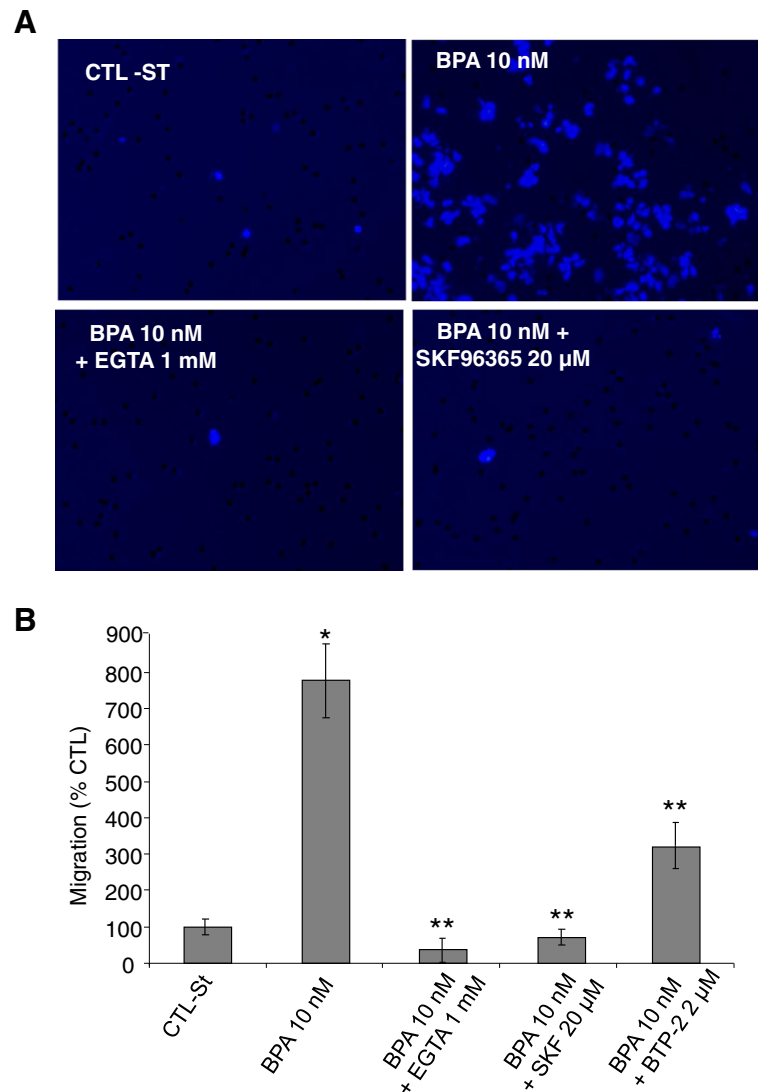 A
CTL -ST
BPA 10 nM
BPA 10 nM
+ EGTA 1 mM
BPA 10 nM +
SKF96365 20 µM
B
Migration (% CTL)
900
800
700
600
500
400
300
200
100
0
*
**
**
**
CTL-St
BPA 10 nM
BPA 10 nM
+ EGTA 1 mM
BPA 10 nM
+ SKF 20 µM
BPA 10 nM
+ BTP-2 2 µM